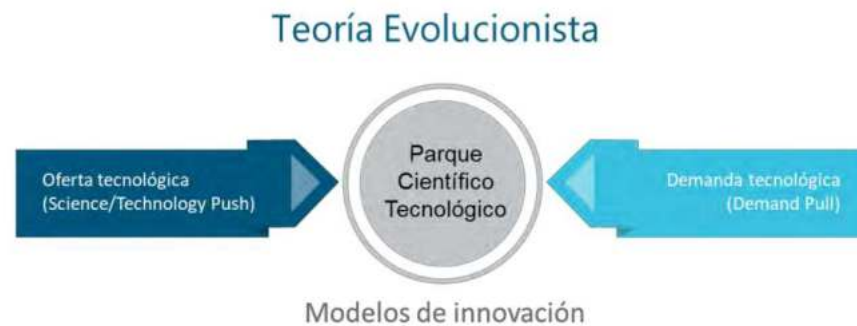 Teoría Evolucionista
Oferta tecnológica
(Science/Technology Push)
Parque
Científico
Tecnológico
Demanda tecnológica
(Demand Pull)
Modelos de innovación